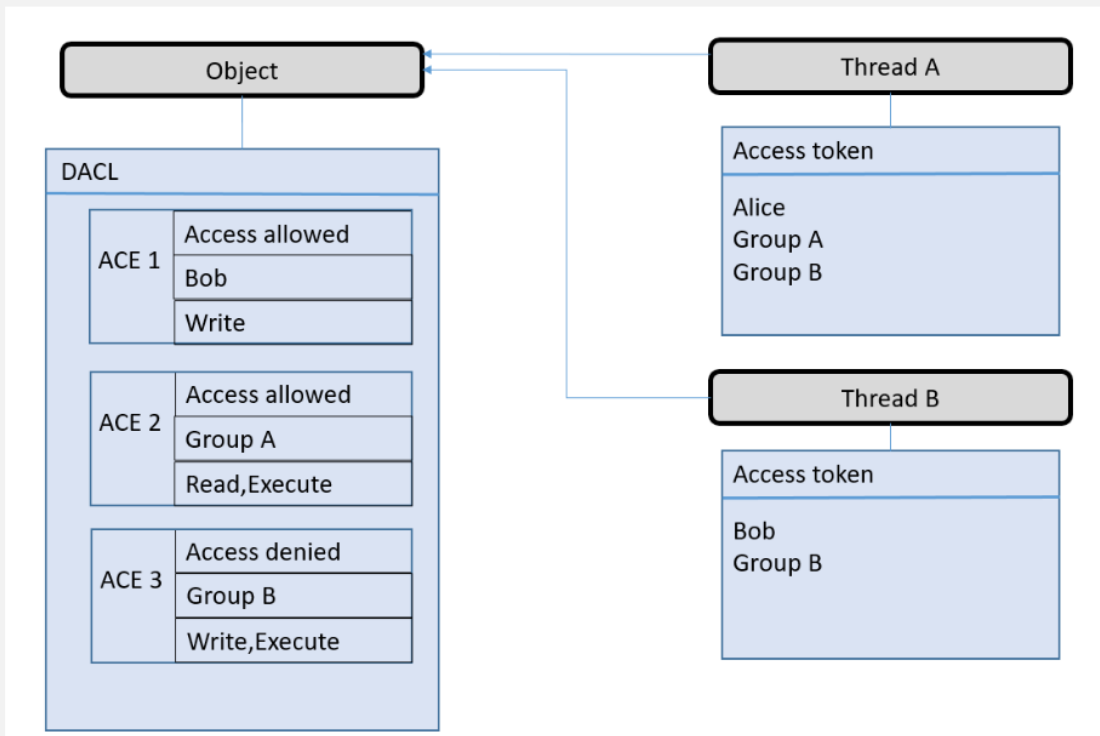 Object
DACL
ACE 1
Access allowed
Bob
Write
ACE 2
Access allowed
Group A
Read,Execute
ACE 3
Access denied
Group B
Write,Execute
Thread A
Access token
Alice
Group A
Group B
Thread B
Access token
Bob
Group B